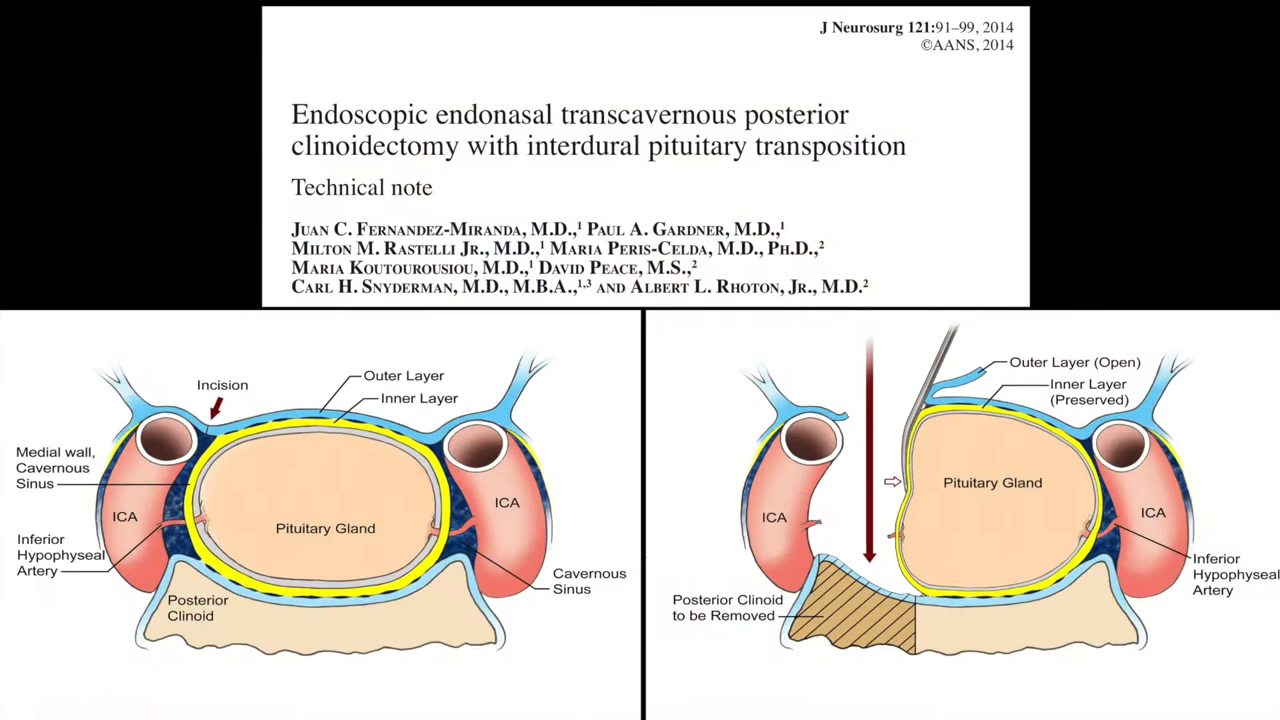 J Neurosurg 121:91–99, 2014
©AANS, 2014
Endoscopic endonasal transcavernous posterior
clinoidectomy with interdural pituitary transposition
Technical note
Juan C. Fernandez-Miranda, M.D.,1 Paul A. Gardner, M.D.,1
Milton M. Rastelli Jr., M.D.,1 Maria Peris-Celda, M.D., Ph.D.,2
Maria Koutourousiou, M.D.,1 David Peace, M.S.,2
Carl H. Snyderman, M.D., M.B.A.,1,3 and Albert L. Rhoton, Jr., M.D.2
Incision
Outer Layer
Inner Layer
Medial wall,
Cavernous
Sinus
ICA
ICA
Pituitary Gland
Inferior
Hypophyseal
Artery
Cavernous
Sinus
Posterior
Clinoid
Outer Layer (Open)
Inner Layer
(Preserved)
Pituitary Gland
ICA
ICA
Inferior
Hypophyseal
Artery
Posterior Clinoid
to be Removed